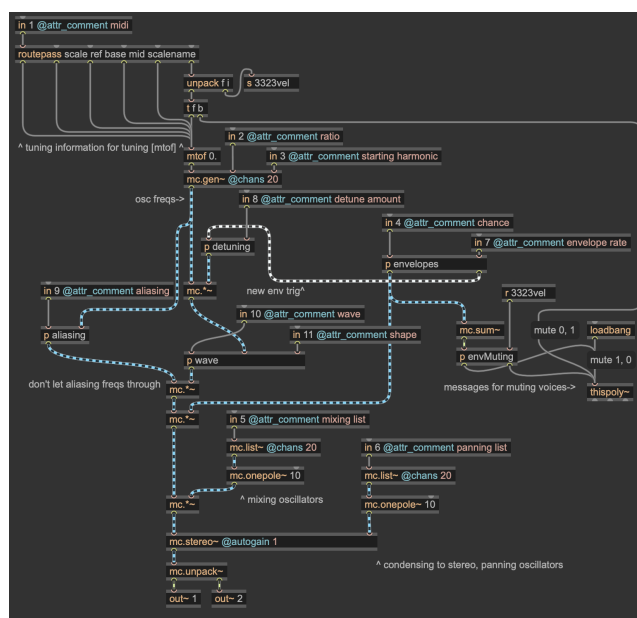 in 1 @attr_comment midi
routepass scale ref base mid scalename
unpack f i
s 3323vel
t f b
in 2 @attr_comment ratio
^ tuning information for tuning [mtof] ^
mtof 0.
in 3 @attr_comment starting harmonic
mc.gen~ @chans 20
osc freqs->
in 8 @attr_comment detune amount
in 4 @attr_comment chance
p detuning
in 7 @attr_comment envelope rate
p envelopes
in 9 @attr_comment aliasing
mc.*~
new env trig^
r 3323vel
in 10 @attr_comment wave
p aliasing
in 11 @attr_comment shape
mc.sum~
mute 0, 1
loadbang
p wave
p envMuting
mute 1, 0
don't let aliasing freqs through
mc.*~
messages for muting voices->
thispoly~
mc.*~
in 5 @attr_comment mixing list
mc.list~ @chans 20
in 6 @attr_comment panning list
mc.onepole~ 10
mc.list~ @chans 20
mc.*~
^ mixing oscillators
mc.onepole~ 10
mc.stereo~ @autogain 1
^ condensing to stereo, panning oscillators
mc.unpack~
out~ 1
out~ 2